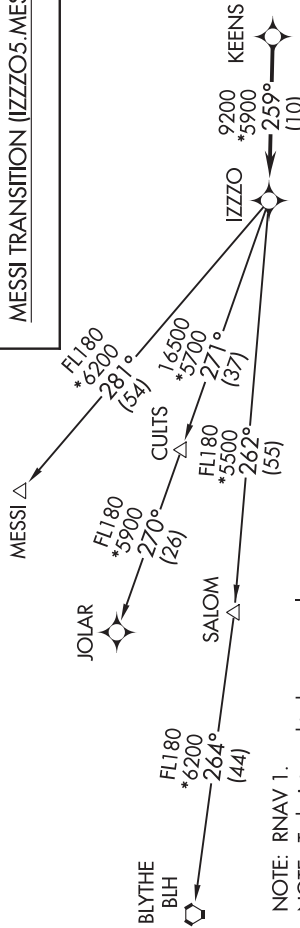 MESSI TRANSITION (IZZZO5.MES
KEENS
9200
*5900
259°
(10)
IZZZO
FL180
*6200
281°
(54)
MESSI
16500
*5700
271°
(37)
CULTS
FL180
*5900
270°
(26)
JOLAR
FL180
*5500
262°
(55)
SALOM
FL180
*6200
264°
(44)
BLYTHE
BLH
NOTE: RNAV 1.